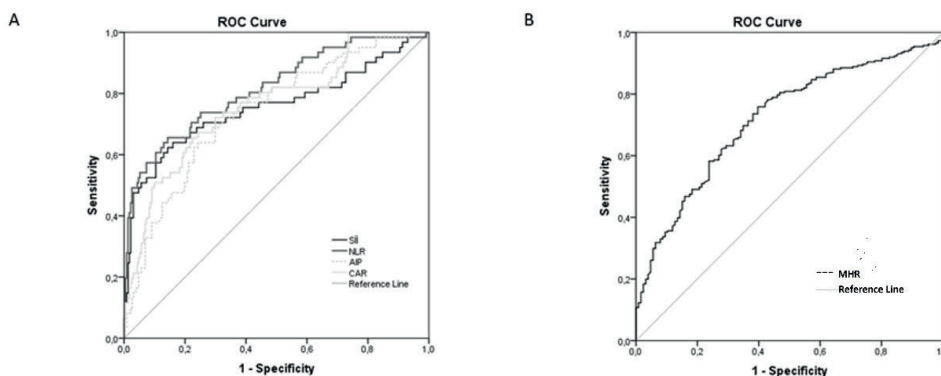 A
B
ROC Curve
1,0
0,8
0,6
0,4
0,2
0,0
Sensitivity
SII
NLR
AIP
CAR
Reference Line
0,0 0,2 0,4 0,6 0,8 1,0
1 - Specificity
ROC Curve
1,0
0,8
0,6
0,4
0,2
0,0
Sensitivity
MHR
Reference Line
0,0 0,2 0,4 0,6 0,8 1,0
1 - Specificity